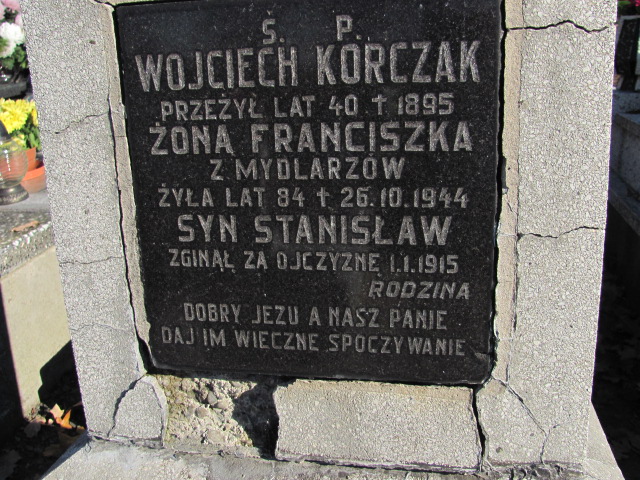 Ś. P.
WOJCIECH KORCZAK
PRZEŻYŁ LAT 40 † 1895
ŻONA FRANCISZKA
Z MYDLARZÓW
ŻYŁA LAT 84 † 26.10.1944
SYN STANISŁAW
ZGINĄŁ ZA OJCZYZNĘ 1.1.1915
RODZINA
DOBRY JEZU A NASZ PANIE
DAJ IM WIECZNE SPOCZYWANIE